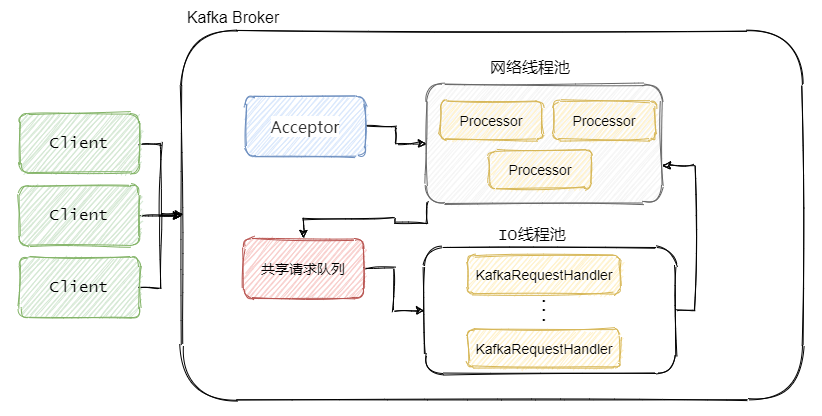 Kafka Broker
网络线程池
Acceptor
Processor
Processor
Processor
Client
Client
Client
共享请求队列
IO线程池
KafkaRequestHandler
KafkaRequestHandler